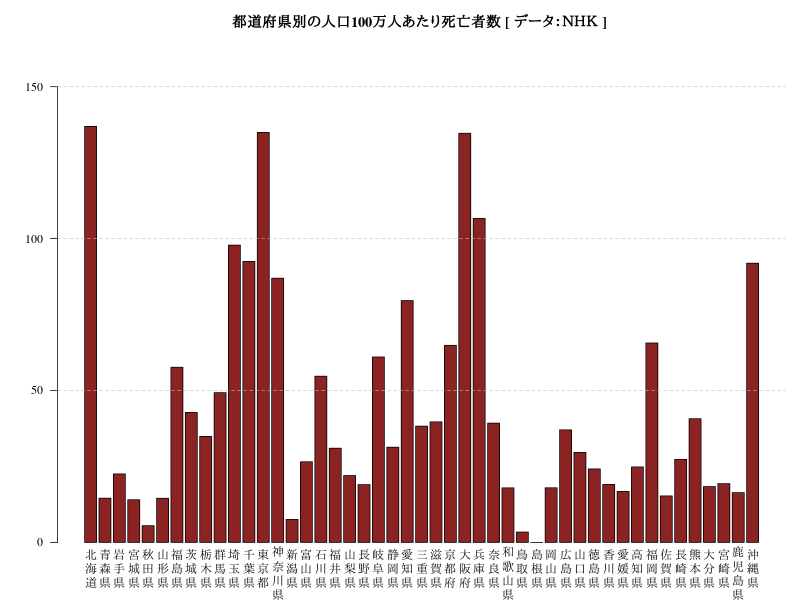 都道府県別の人口100万人あたり死亡者数 [ データ：NHK ]
150
100
50
0
北海道
青森県
岩手県
宮城県
秋田県
山形県
福島県
茨城県
栃木県
群馬県
埼玉県
千葉県
東京都
神奈川県
新潟県
富山県
石川県
福井県
山梨県
長野県
岐阜県
静岡県
愛知県
三重県
滋賀県
京都府
大阪府
兵庫県
奈良県
和歌山県
鳥取県
島根県
岡山県
広島県
山口県
徳島県
香川県
愛媛県
高知県
福岡県
佐賀県
長崎県
熊本県
大分県
宮崎県
鹿児島県
沖縄県